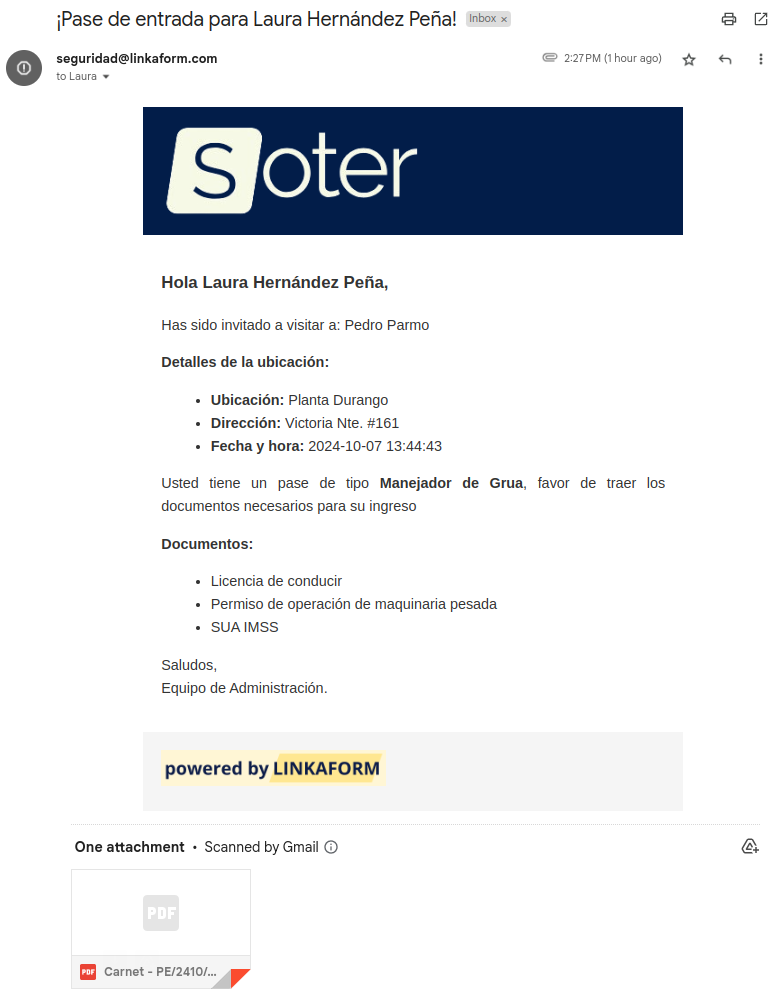 ¡Pase de entrada para Laura Hernández Peña! Inbox ×
seguridad@linkaform.com
2:27 PM (1 hour ago)
to Laura
Soter
Hola Laura Hernández Peña,
Has sido invitado a visitar a: Pedro Parmo
Detalles de la ubicación:
• Ubicación: Planta Durango
• Dirección: Victoria Nte. #161
• Fecha y hora: 2024-10-07 13:44:43
Usted tiene un pase de tipo Manejador de Grua, favor de traer los
documentos necesarios para su ingreso
Documentos:
• Licencia de conducir
• Permiso de operación de maquinaria pesada
• SUA IMSS
Saludos,
Equipo de Administración.
powered by LINKAFORM
One attachment • Scanned by Gmail
PDF
PDF Carnet - PE/2410/...